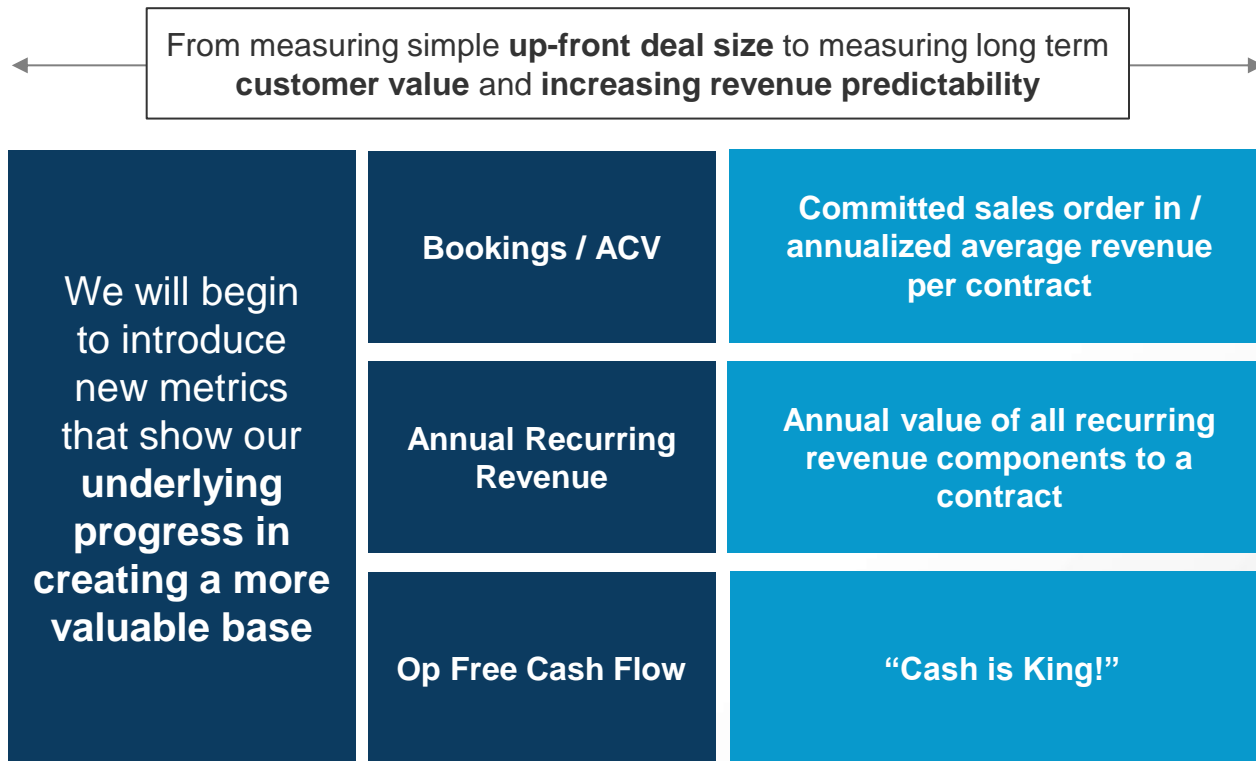 From measuring simple up-front deal size to measuring long term
customer value and increasing revenue predictability
We will begin
to introduce
new metrics
that show our
underlying
progress in
creating a more
valuable base
Bookings / ACV
Committed sales order in /
annualized average revenue
per contract
Annual Recurring
Revenue
Annual value of all recurring
revenue components to a
contract
Op Free Cash Flow
“Cash is King!”